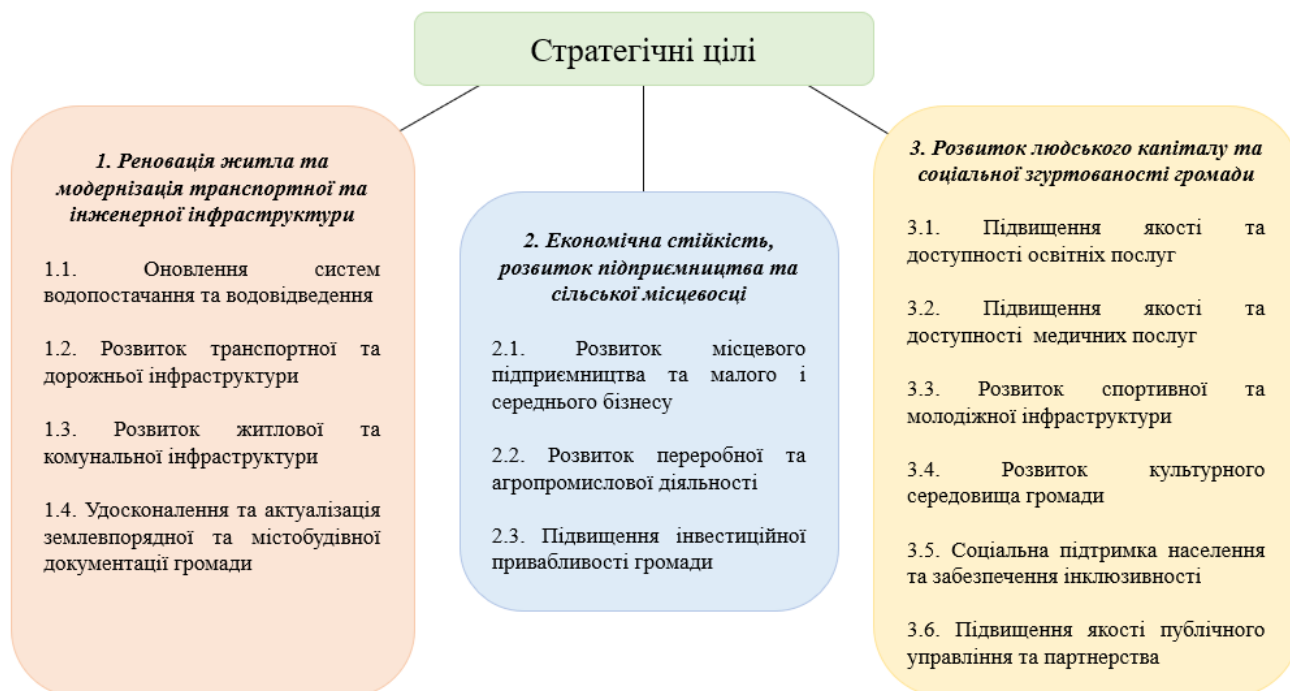 Стратегічні цілі
1. Реновація житла та
модернізація транспортної та
інженерної інфраструктури
1.1. Оновлення систем
водопостачання та водовідведення
1.2. Розвиток транспортної та
дорожньої інфраструктури
1.3. Розвиток житлової та
комунальної інфраструктури
1.4. Удосконалення та актуалізація
землевпорядної та містобудівної
документації громади
2. Економічна стійкість,
розвиток підприємництва та
сільської місцевосці
2.1. Розвиток місцевого
підприємництва та малого і
середнього бізнесу
2.2. Розвиток переробної та
агропромислової діяльності
2.3. Підвищення інвестиційної
привабливості громади
3. Розвиток людського капіталу та
соціальної згуртованості громади
3.1. Підвищення якості та
доступності освітніх послуг
3.2. Підвищення якості та
доступності медичних послуг
3.3. Розвиток спортивної та
молодіжної інфраструктури
3.4. Розвиток культурного
середовища громади
3.5. Соціальна підтримка населення
та забезпечення інклюзивності
3.6. Підвищення якості публічного
управління та партнерства